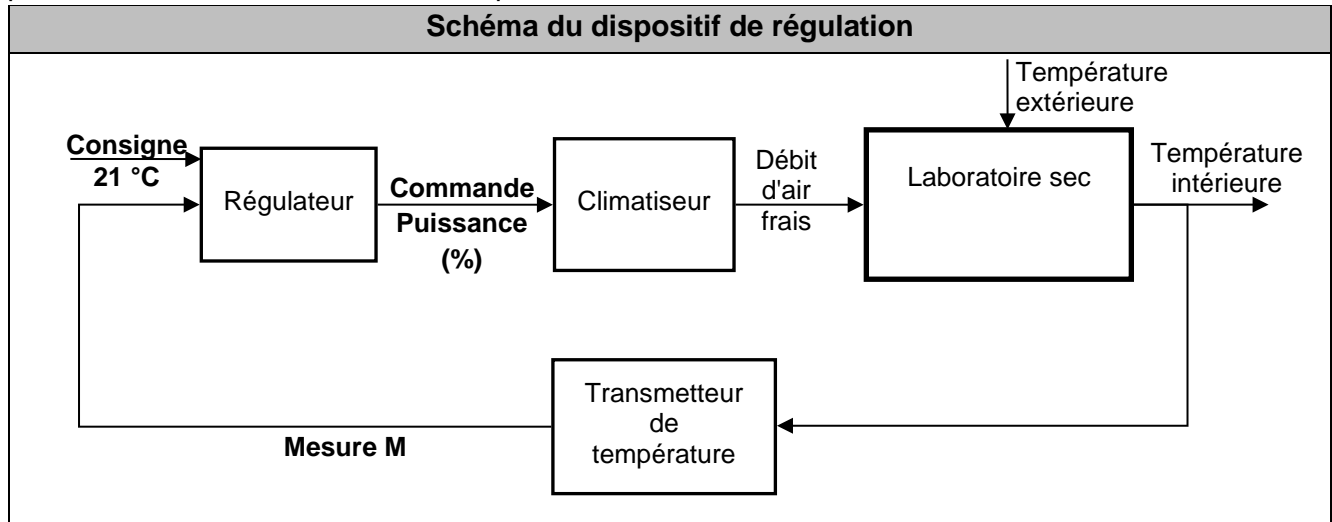 Schéma du dispositif de régulation
Température
extérieure
Consigne
21 °C
Régulateur
Commande
Puissance
(%)
Climatiseur
Débit
d'air
frais
Laboratoire sec
Température
intérieure
Transmetteur
de
température
Mesure M